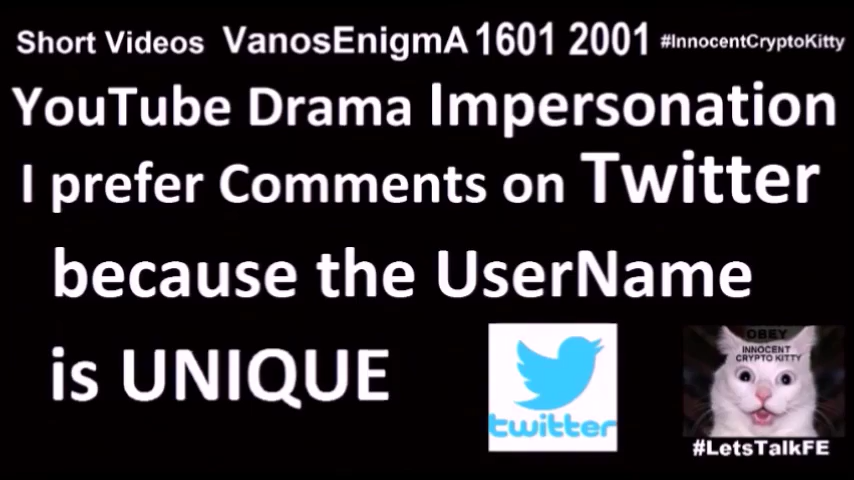 Short Videos VanosEnigmA 1601 2001 #InnocentCryptoKitty
YouTube Drama Impersonation
I prefer Comments on Twitter
because the UserName
is UNIQUE
twitter
OBEY
INNOCENT
CRYPTO KITTY
#LetsTalkFE